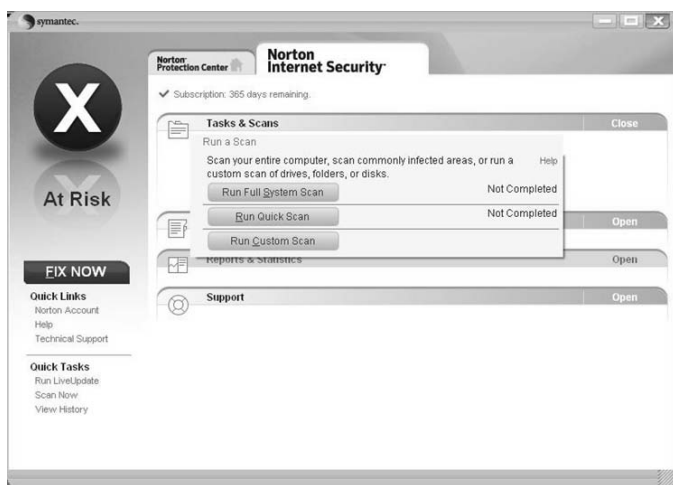 symantec.
Norton
Protection Center
Norton
Internet Security
Subscription: 365 days remaining.
Tasks & Scans
Close
Run a Scan
Scan your entire computer, scan commonly infected areas, or run a
custom scan of drives, folders, or disks.
Help
Run Full System Scan
Not Completed
Run Quick Scan
Not Completed
Run Custom Scan
Open
Reports & Statistics
Open
Support
Open
X
At Risk
FIX NOW
Quick Links
Norton Account
Help
Technical Support
Quick Tasks
Run LiveUpdate
Scan Now
View History